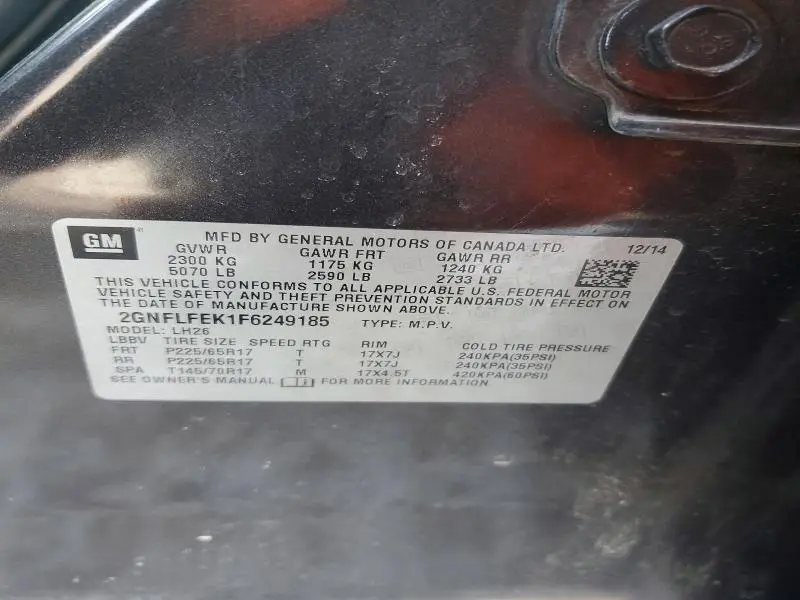 GM
MFD BY GENERAL MOTORS OF CANADA LTD. 12/14
GVWR GAWR FRT GAWR RR
2300 KG 1175 KG 1240 KG
5070 LB 2590 LB 2733 LB
THIS VEHICLE CONFORMS TO ALL APPLICABLE U.S. FEDERAL MOTOR
VEHICLE SAFETY AND THEFT PREVENTION STANDARDS IN EFFECT ON
THE DATE OF MANUFACTURE SHOWN ABOVE.
2GNFLFEK1F6249185 TYPE: M.P.V.
MODEL: LH26
LBBV TIRE SIZE SPEED RTG RIM COLD TIRE PRESSURE
FRT P225/65R17 T 17X7J 240KPA(35PSI)
RR P225/65R17 T 17X7J 240KPA(35PSI)
SPA T145/70R17 M 17X4.5T 420KPA(60PSI)
SEE OWNER'S MANUAL FOR MORE INFORMATION.